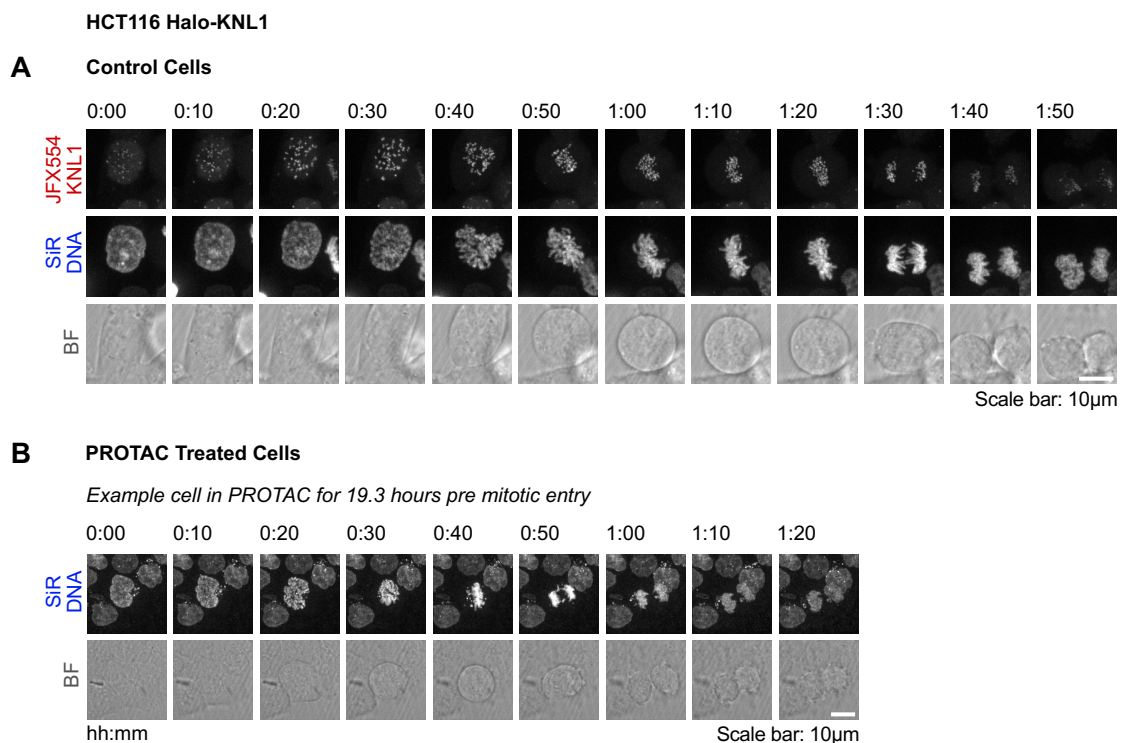 HCT116 Halo-KNL1
A Control Cells
0:00 0:10 0:20 0:30 0:40 0:50 1:00 1:10 1:20 1:30 1:40 1:50
JFX554
KNL1
SiR
DNA
BF
Scale bar: 10µm
B PROTAC Treated Cells
Example cell in PROTAC for 19.3 hours pre mitotic entry
0:00 0:10 0:20 0:30 0:40 0:50 1:00 1:10 1:20
SiR
DNA
BF
hh:mm Scale bar: 10µm